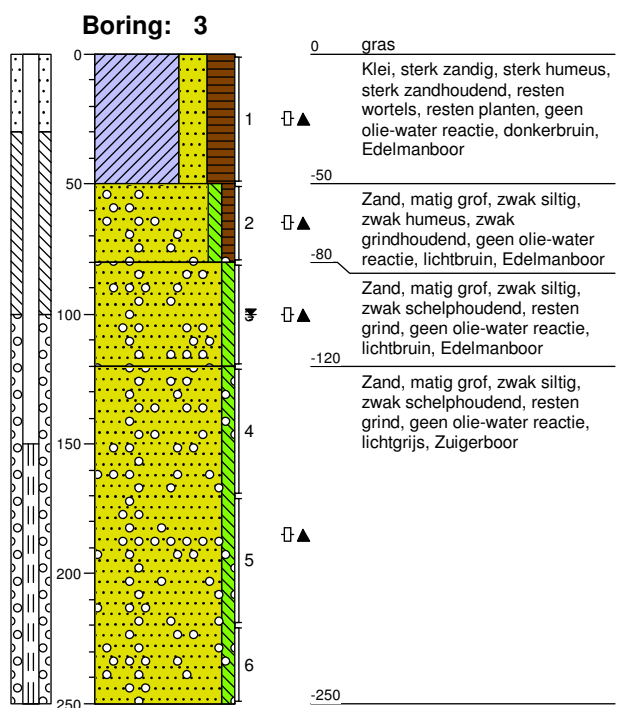 Boring: 3
0
50
100
150
200
250
1
2
3
4
5
6
0 gras
Klei, sterk zandig, sterk humeus,
sterk zandhoudend, resten
wortels, resten planten, geen
olie-water reactie, donkerbruin,
Edelmanboor
-50
Zand, matig grof, zwak siltig,
zwak humeus, zwak
grindhoudend, geen olie-water
reactie, lichtbruin, Edelmanboor
-80
Zand, matig grof, zwak siltig,
zwak schelphoudend, resten
grind, geen olie-water reactie,
lichtbruin, Edelmanboor
-120
Zand, matig grof, zwak siltig,
zwak schelphoudend, resten
grind, geen olie-water reactie,
lichtgrijs, Zuigerboor
-250